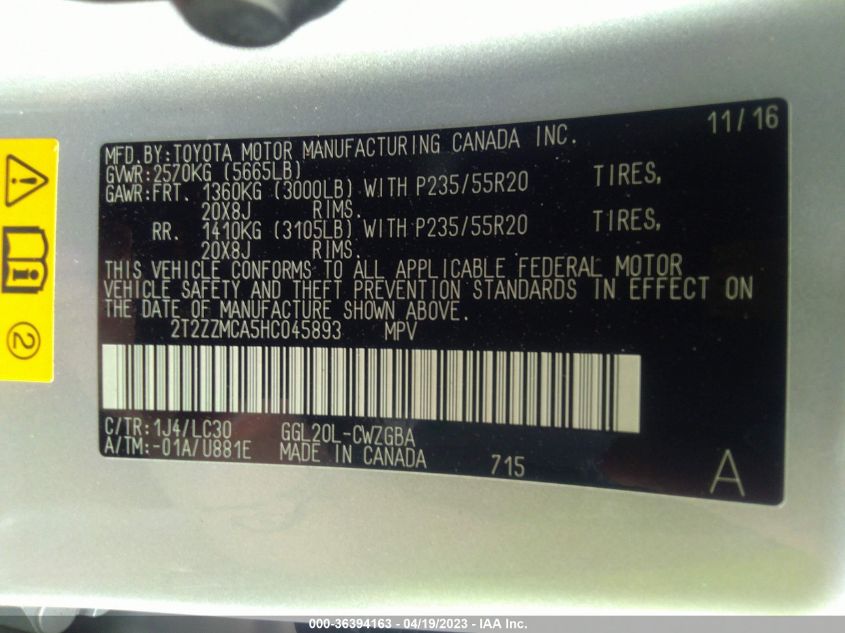 11/16
MFD.BY:TOYOTA MOTOR MANUFACTURING CANADA INC.
GVWR:2570KG (5665LB)
GAWR:FRT. 1360KG (3000LB) WITH P235/55R20 TIRES,
20X8J RIMS.
RR. 1410KG (3105LB) WITH P235/55R20 TIRES,
20X8J RIMS.
THIS VEHICLE CONFORMS TO ALL APPLICABLE FEDERAL MOTOR
VEHICLE SAFETY AND THEFT PREVENTION STANDARDS IN EFFECT ON
THE DATE OF MANUFACTURE SHOWN ABOVE.
2T2ZZMCA5HC045893 MPV
C/TR:1J4/LC30 GGL20L-CWZGBA
A/TM:-01A/U881E MADE IN CANADA 715
A
2
000-36394163 - 04/19/2023 - IAA Inc.